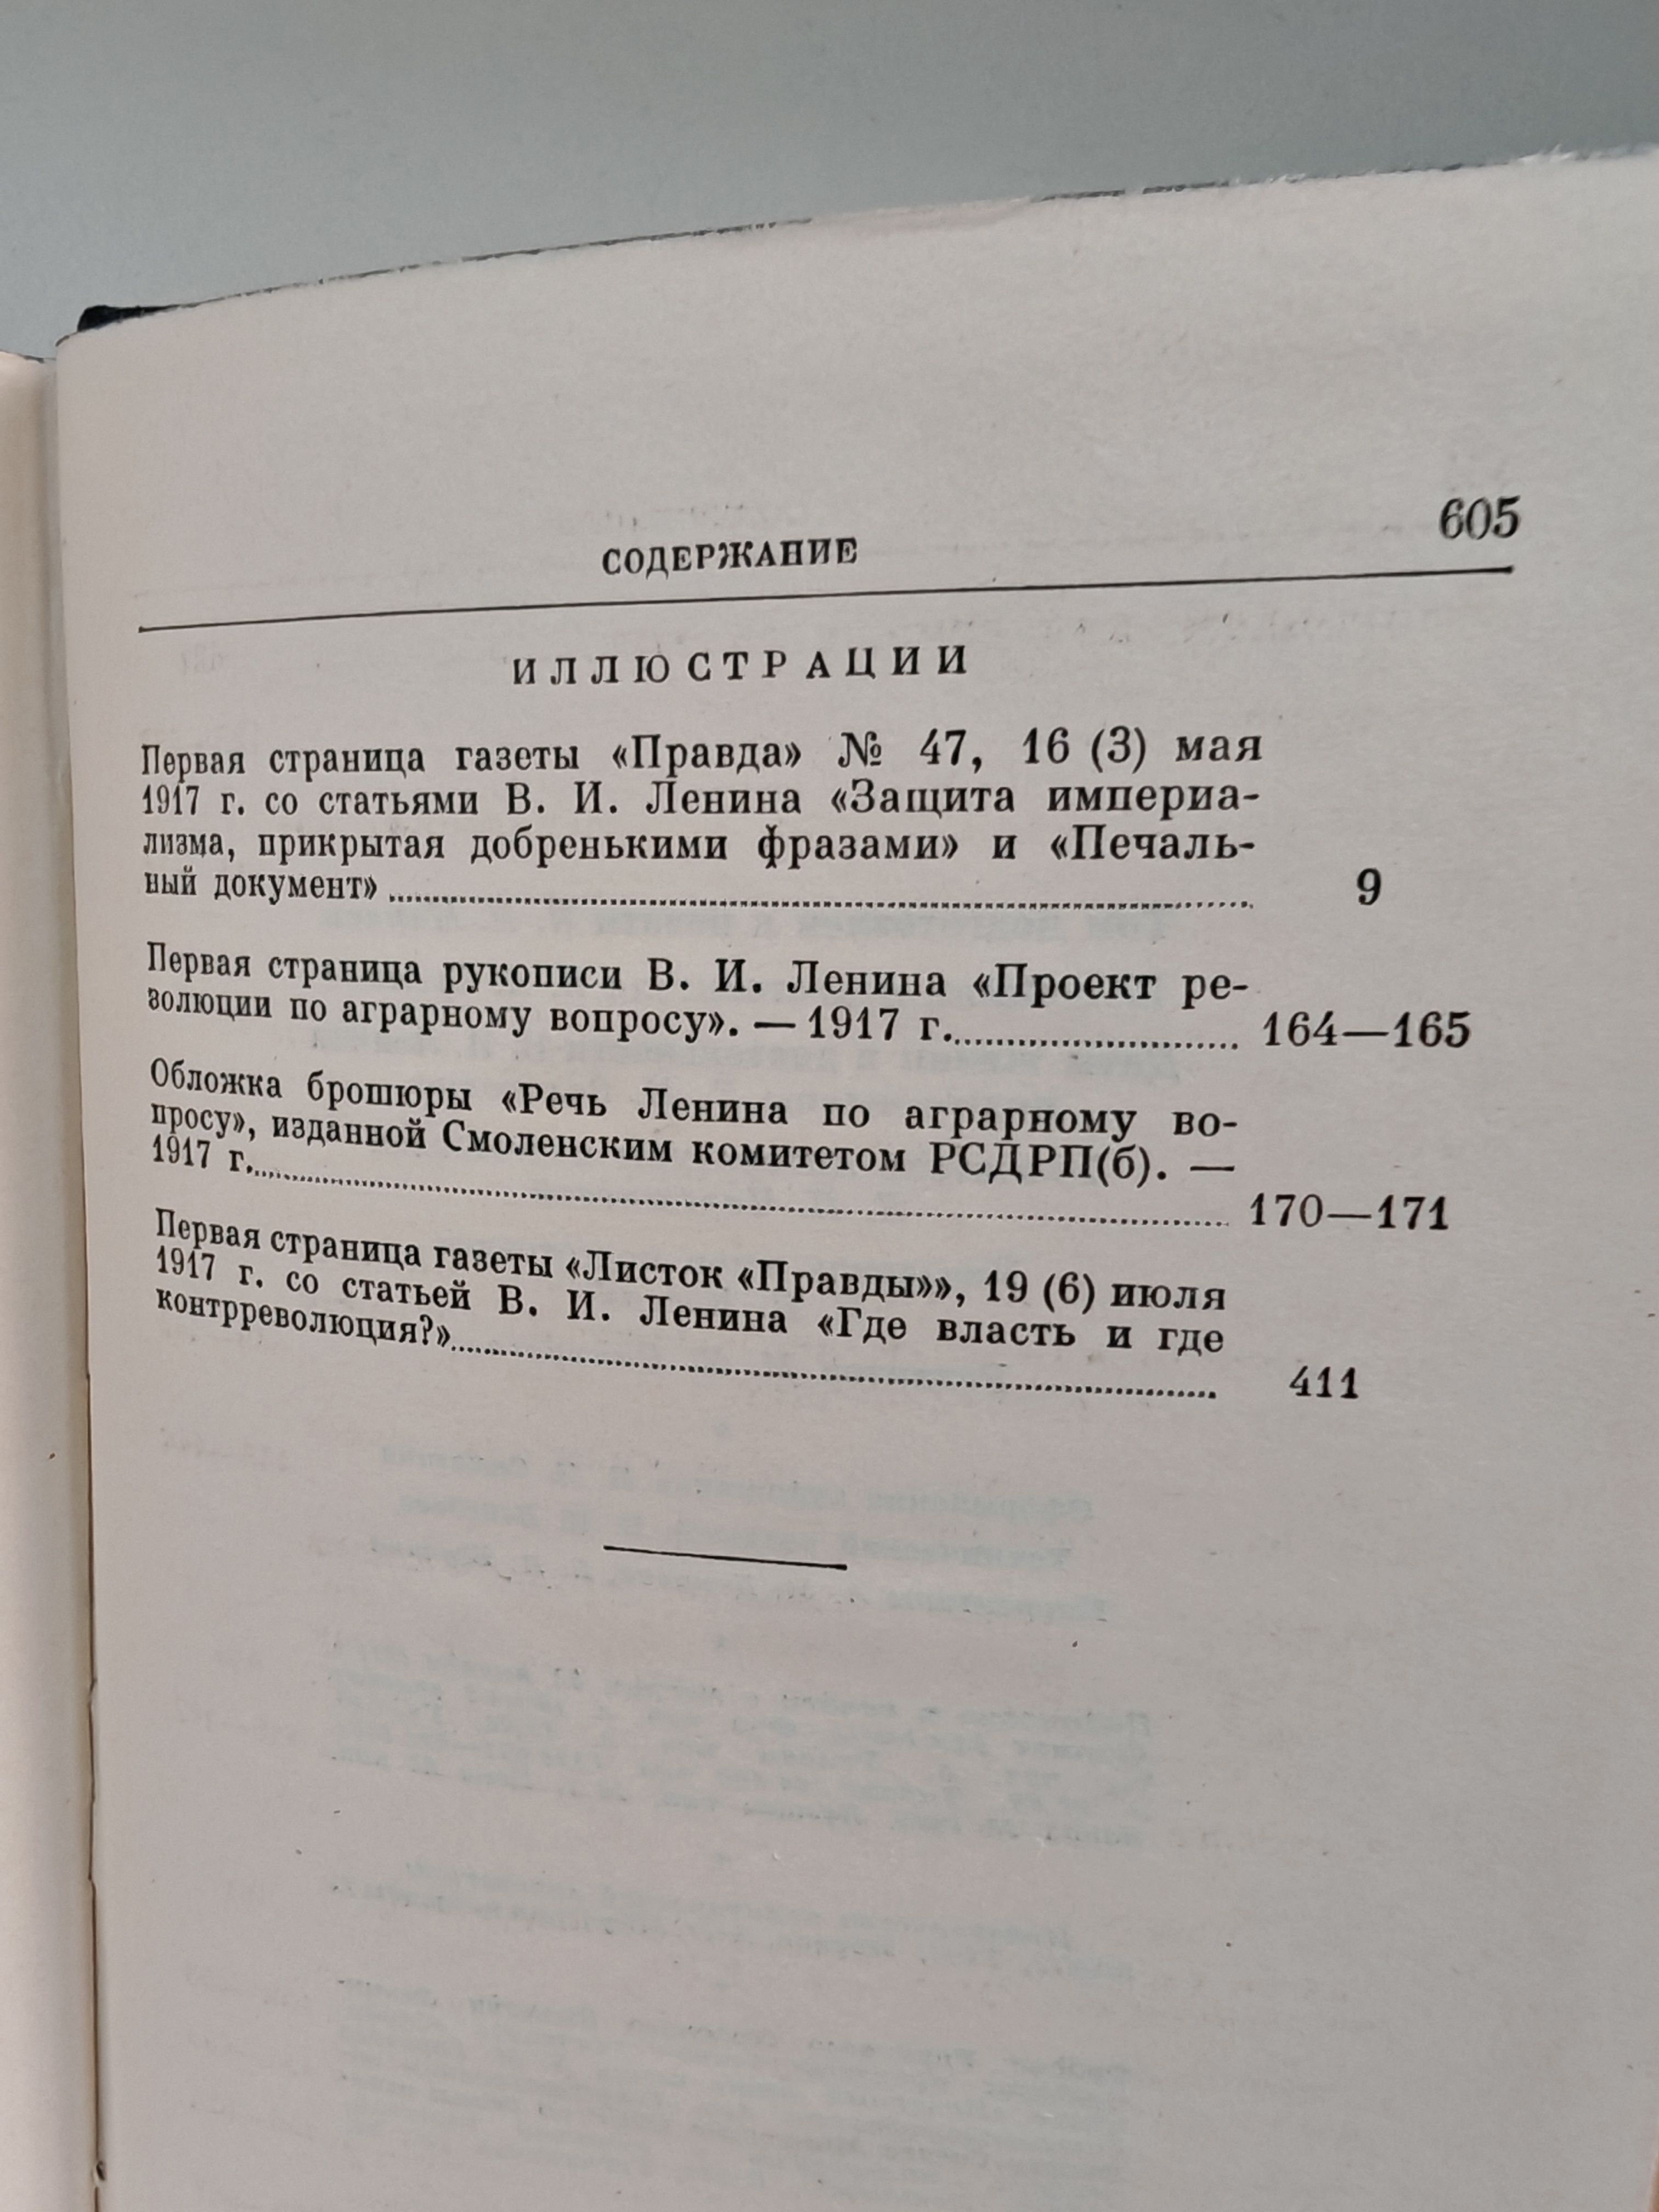 605
СОДЕРЖАНИЕ
ИЛЛЮСТРАЦИИ
Первая страница газеты «Правда» № 47, 16 (3) мая
1917 г. со статьями В. И. Ленина «Защита империа-
лизма, прикрытая добренькими фразами» и «Печаль-
ный документ» 9
Первая страница рукописи В. И. Ленина «Проект ре-
золюции по аграрному вопросу». — 1917 г. 164—165
Обложка брошюры «Речь Ленина по аграрному во-
просу», изданной Смоленским комитетом РСДРП(б). —
1917 г. 170—171
Первая страница газеты «Листок «Правды»», 19 (6) июля
1917 г. со статьей В. И. Ленина «Где власть и где
контрреволюция?» 411